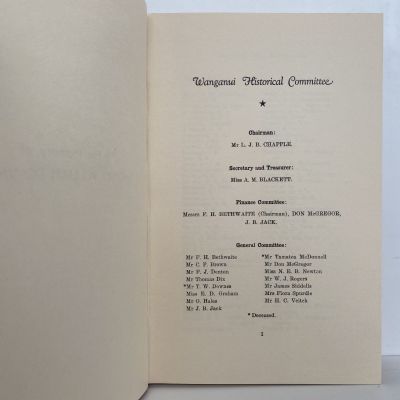 Wanganui Historical Committee
★
Chairman:
Mr L. J. B. CHAPPLE.
Secretary and Treasurer:
Miss A. M. BLACKETT.
Finance Committee:
Messrs F. H. BETHWAITE (Chairman), DON McGREGOR,
J. B. JACK.
General Committee:
Mr F. H. Bethwaite
Mr C. P. Brown
Mr F. J. Denton
Mr Thomas Dix
*Mr T. W. Downes
Miss E. D. Graham
Mr G. Hales
Mr J. B. Jack
*Mr Tamatea McDonnell
Mr Don McGregor
Miss N. E. B. Newton
Mr W. J. Rogers
Mr James Siddells
Mrs Flora Spurdle
Mr H. C. Veitch
* Deceased.
I